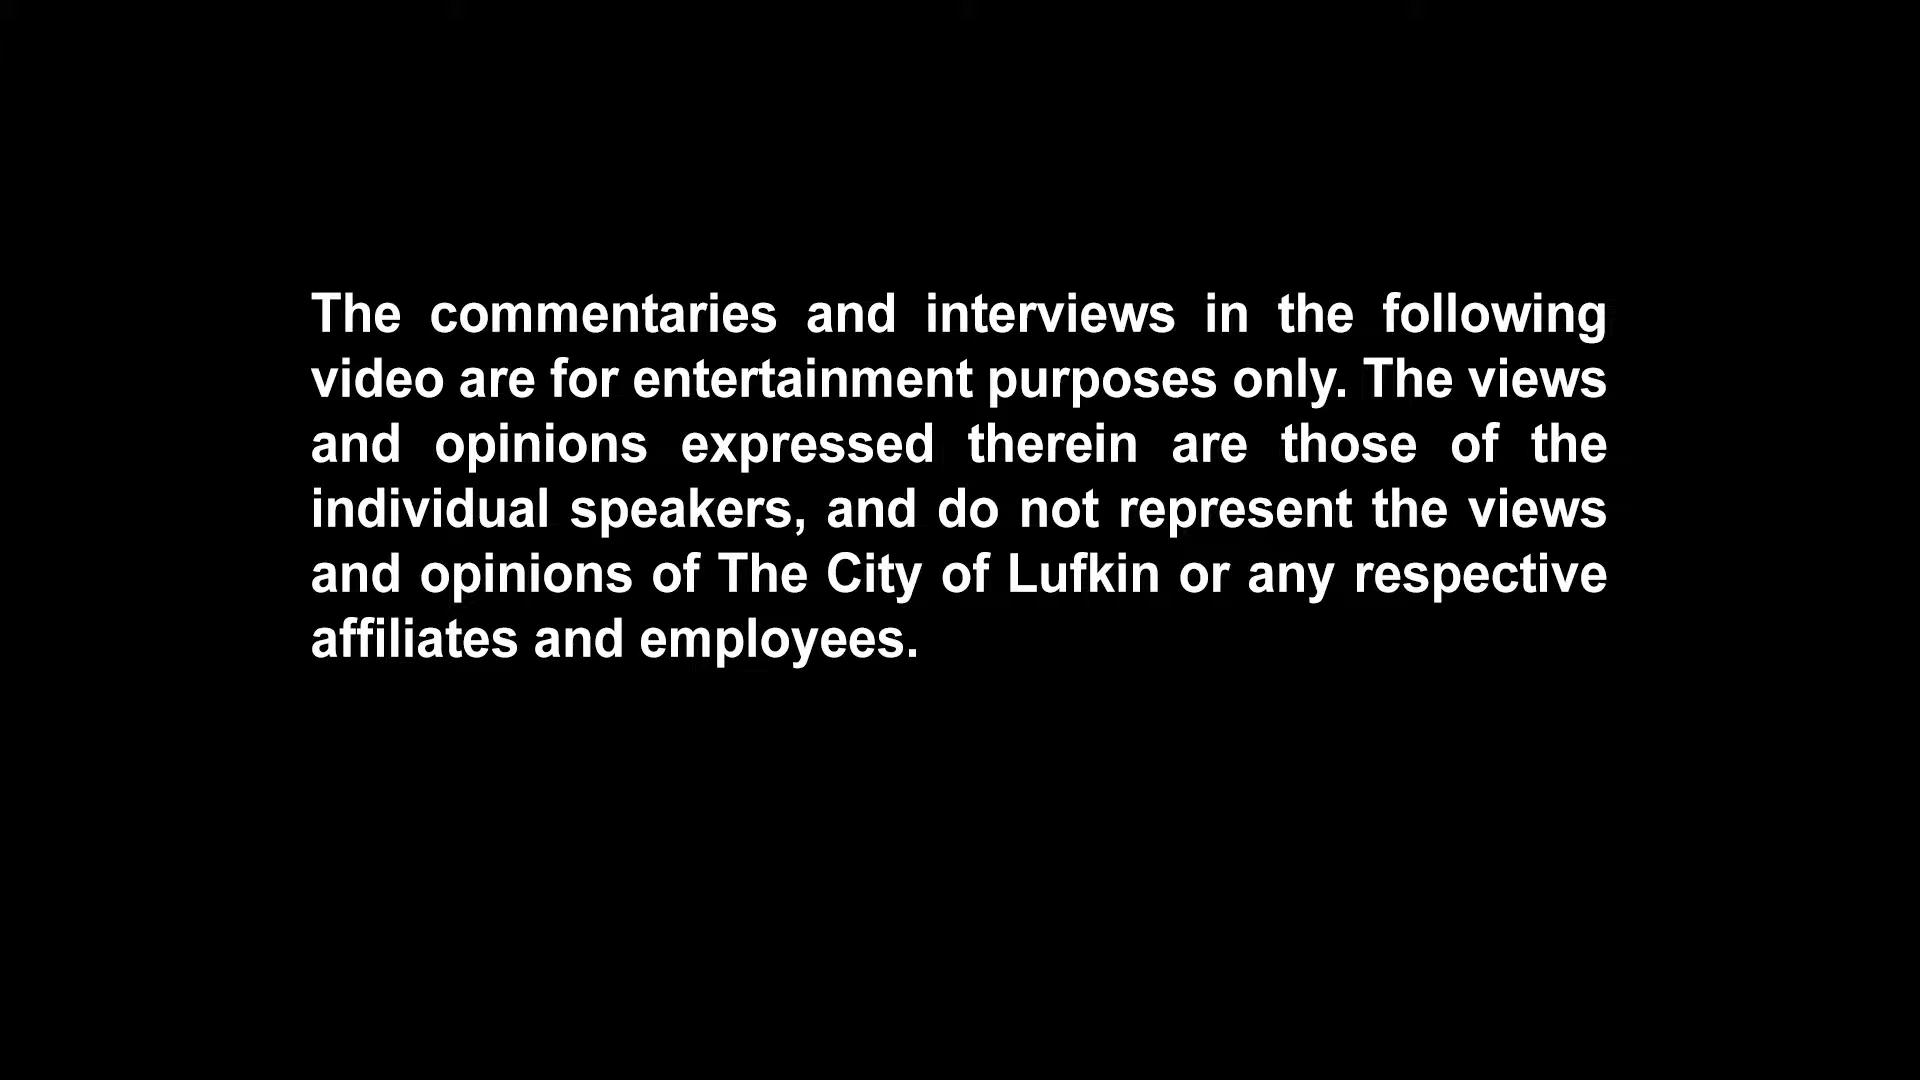 The commentaries and interviews in the following
video are for entertainment purposes only. The views
and opinions expressed therein are those of the
individual speakers, and do not represent the views
and opinions of The City of Lufkin or any respective
affiliates and employees.